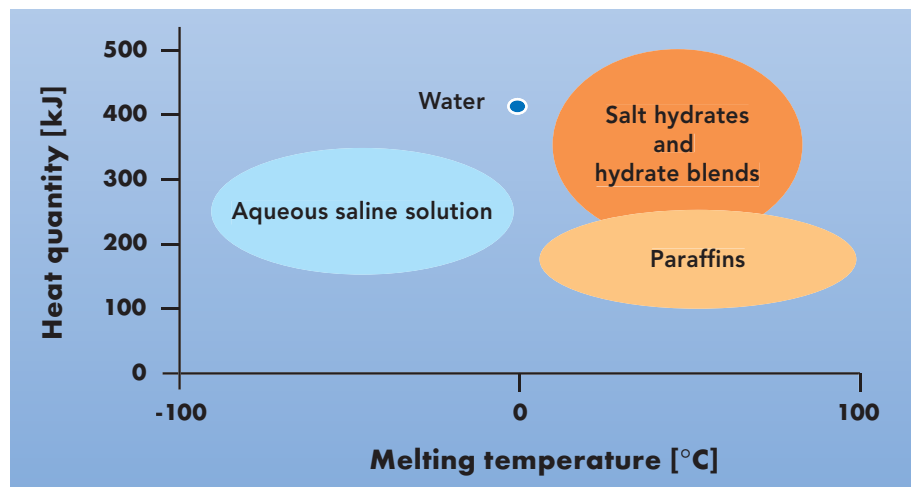 500
400
300
200
100
0
Heat quantity [kJ]
Water
Salt hydrates
and
hydrate blends
Aqueous saline solution
Paraffins
-100
0
100
Melting temperature [°C]